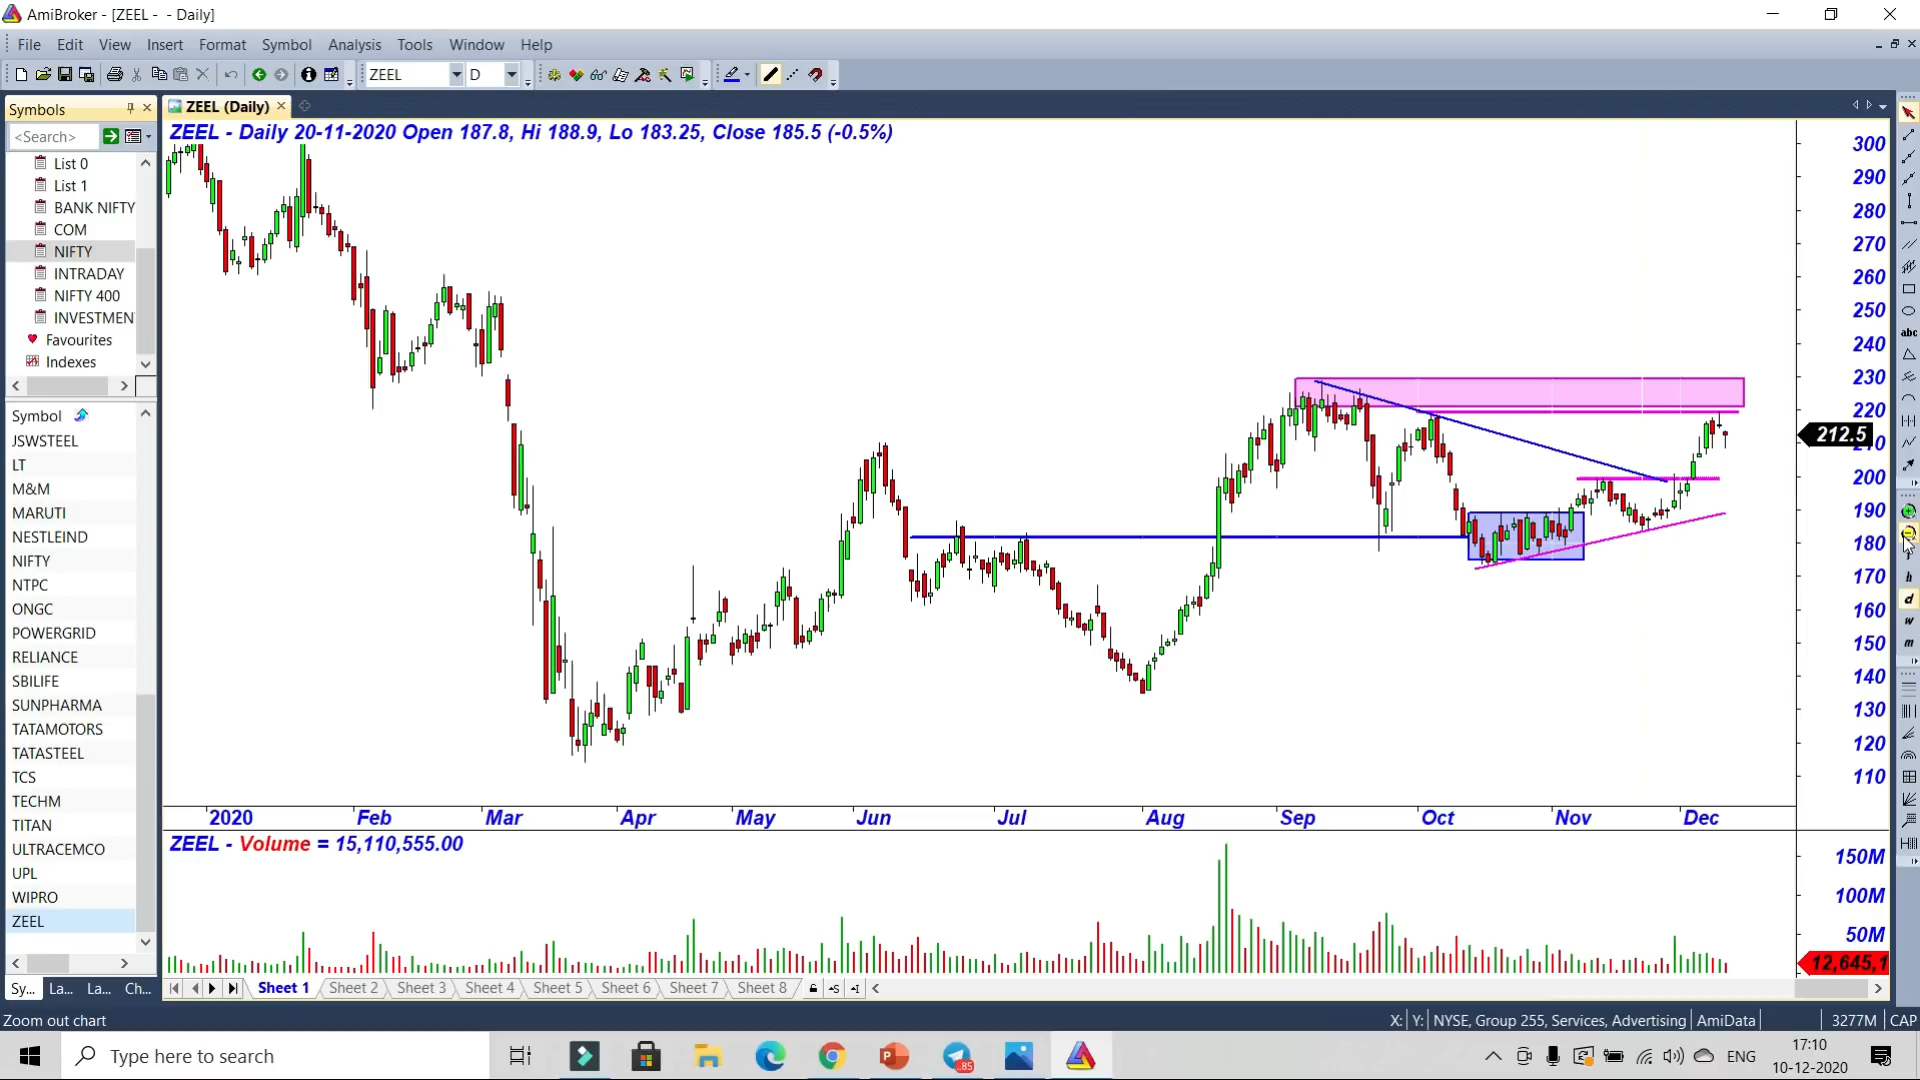 AmiBroker - [ZEEL -  - Daily]
File Edit View Insert Format Symbol Analysis Tools Window Help
ZEEL D
Symbols
ZEEL (Daily)
<Search>
ZEEL - Daily 20-11-2020 Open 187.8, Hi 188.9, Lo 183.25, Close 185.5 (-0.5%)
List 0
List 1
BANK NIFTY
COM
NIFTY
INTRADAY
NIFTY 400
INVESTMEN
Favourites
Indexes
Symbol
JSWSTEEL
LT
M&M
MARUTI
NESTLEIND
NIFTY
NTPC
ONGC
POWERGRID
RELIANCE
SBILIFE
SUNPHARMA
TATAMOTORS
TATASTEEL
TCS
TECHM
TITAN
ULTRACEMCO
UPL
WIPRO
ZEEL
Sy... La... La... Ch...
300
290
280
270
260
250
240
230
220
212.5
200
190
180
170
160
150
140
130
120
110
abc
h
d
w
m
2020 Feb Mar Apr May Jun Jul Aug Sep Oct Nov Dec
ZEEL - Volume = 15,110,555.00
150M
100M
50M
12,645,1
Sheet 1 Sheet 2 Sheet 3 Sheet 4 Sheet 5 Sheet 6 Sheet 7 Sheet 8
Zoom out chart
X: Y: NYSE, Group 255, Services, Advertising AmiData 3277M CAP
Type here to search
85
ENG
17:10
10-12-2020